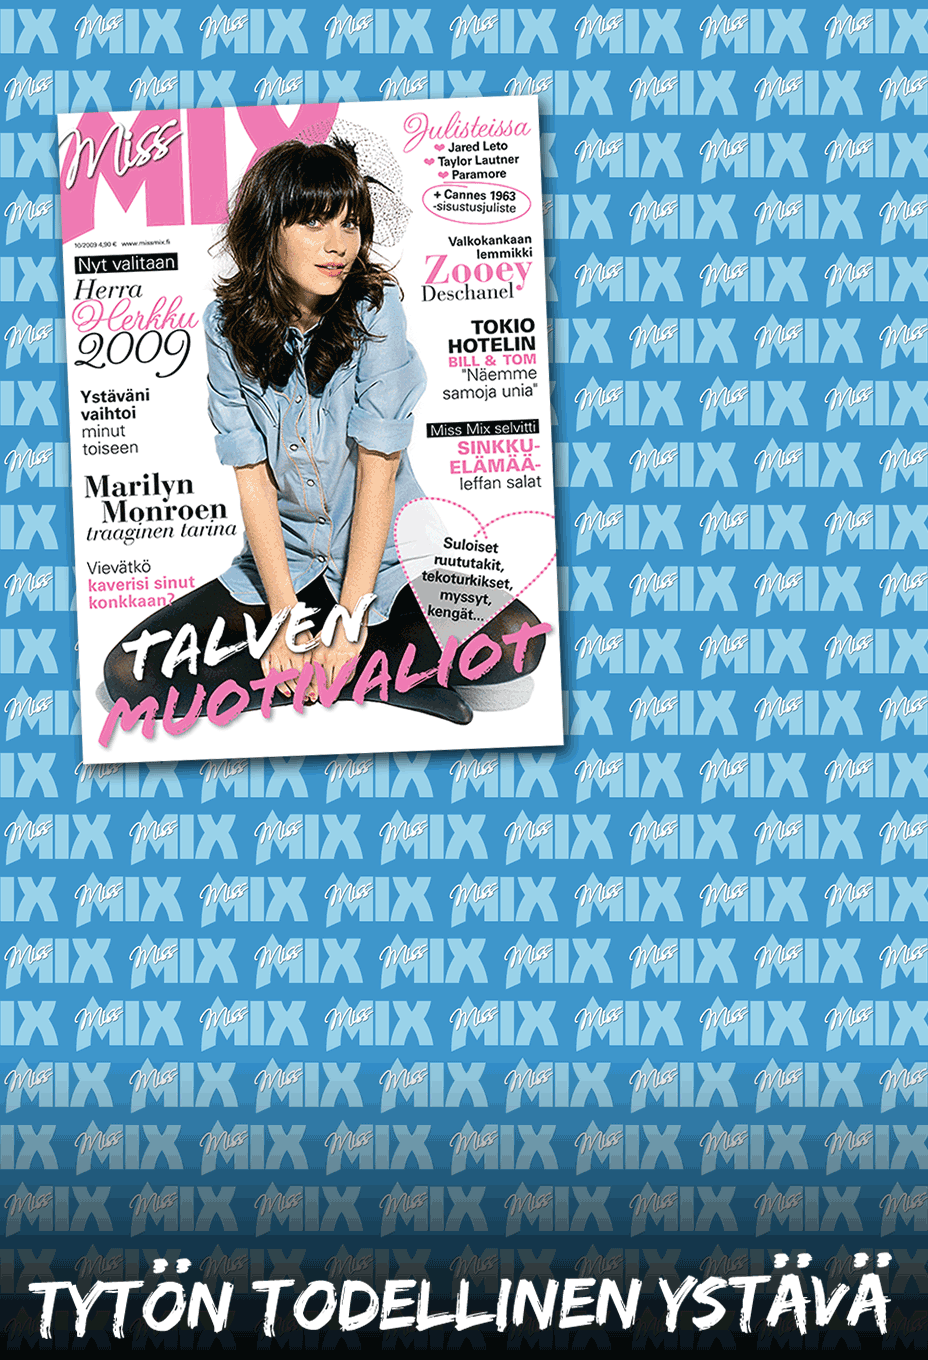 Miss MIX
10/2009 4,90 € www.missmix.fi
Nyt valitaan
Herra
Herkku
2009
Ystäväni
vaihtoi
minut
toiseen
Marilyn
Monroen
traaginen tarina
Vievätkö
kaverisi sinut
konkkaan?
Julisteissa
❤ Jared Leto
❤ Taylor Lautner
❤ Paramore
+ Cannes 1963
-sisustusjuliste
Valkokankaan
lemmikki
Zooey
Deschanel
TOKIO
HOTELIN
BILL & TOM
"Näemme
samoja unia"
Miss Mix selvitti
SINKKU-
ELÄMÄÄ-
leffan salat
Suloiset
ruututakit,
tekoturkikset,
myssyt,
kengät...
TALVEN
MUOTIVALIOT
TYTÖN TODELLINEN YSTÄVÄ